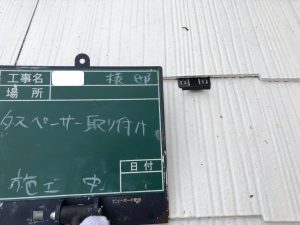 工事名 様邸
場所
タスペーサー取り付け
日付
施工中